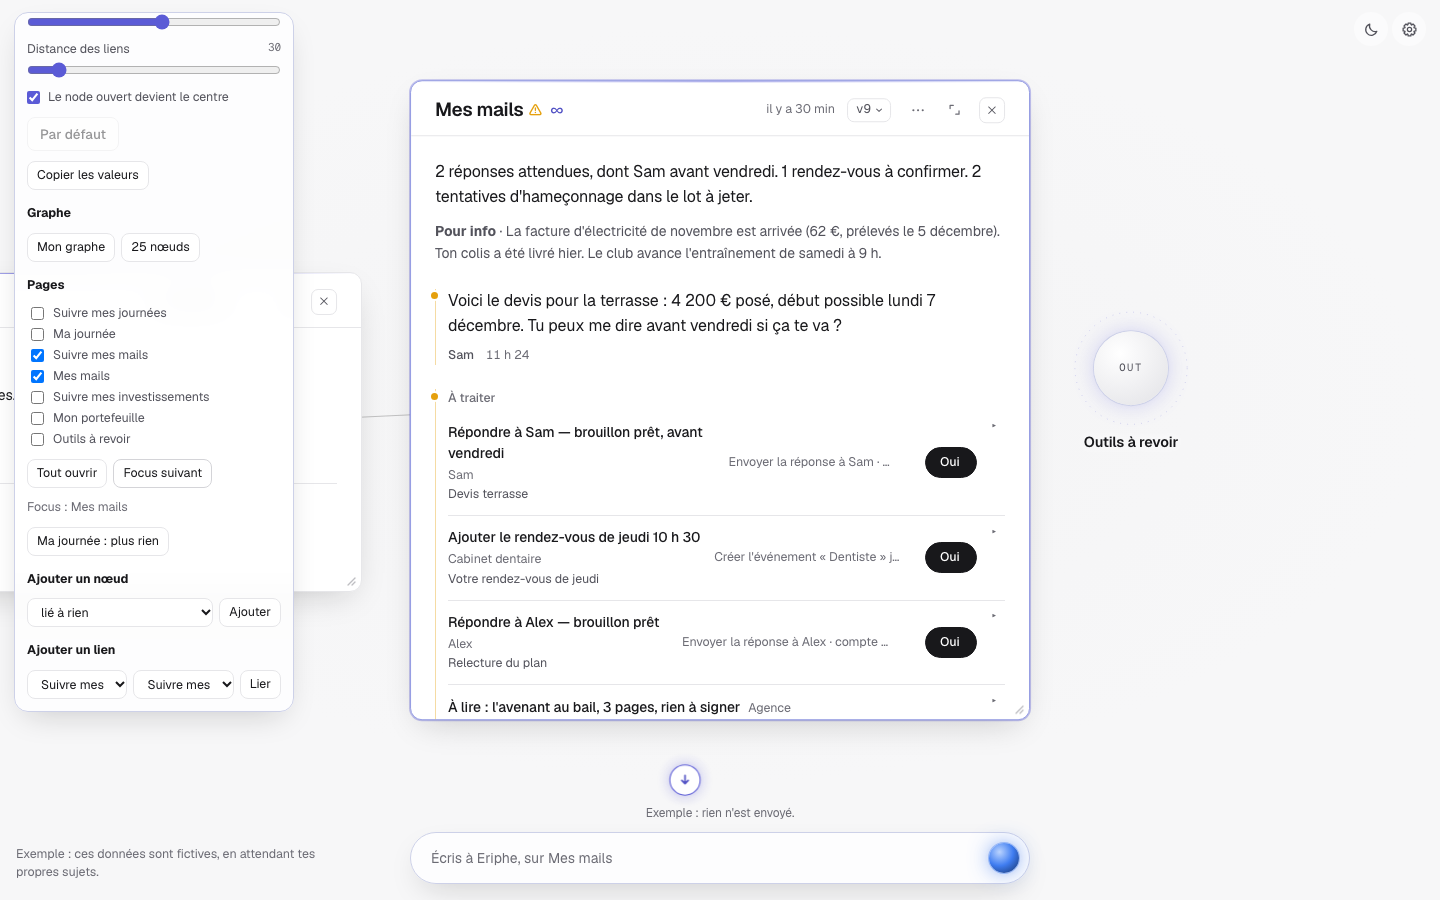 Distance des liens 30
Le node ouvert devient le centre
Par défaut
Copier les valeurs
Graphe
Mon graphe 25 nœuds
Pages
Suivre mes journées
Ma journée
Suivre mes mails
Mes mails
Suivre mes investissements
Mon portefeuille
Outils à revoir
Tout ouvrir Focus suivant
Focus : Mes mails
Ma journée : plus rien
Ajouter un nœud
lié à rien Ajouter
Ajouter un lien
Suivre mes Suivre mes Lier
es.
Mes mails il y a 30 min v9
2 réponses attendues, dont Sam avant vendredi. 1 rendez-vous à confirmer. 2
tentatives d'hameçonnage dans le lot à jeter.
Pour info · La facture d'électricité de novembre est arrivée (62 €, prélevés le 5 décembre).
Ton colis a été livré hier. Le club avance l'entraînement de samedi à 9 h.
Voici le devis pour la terrasse : 4 200 € posé, début possible lundi 7
décembre. Tu peux me dire avant vendredi si ça te va ?
Sam 11 h 24
À traiter
Répondre à Sam — brouillon prêt, avant
vendredi
Sam
Devis terrasse
Envoyer la réponse à Sam · …
Oui
Ajouter le rendez-vous de jeudi 10 h 30
Cabinet dentaire
Votre rendez-vous de jeudi
Créer l'événement « Dentiste » j…
Oui
Répondre à Alex — brouillon prêt
Alex
Relecture du plan
Envoyer la réponse à Alex · compte …
Oui
À lire : l'avenant au bail, 3 pages, rien à signer Agence
OUT
Outils à revoir
Exemple : rien n'est envoyé.
Écris à Eriphe, sur Mes mails
Exemple : ces données sont fictives, en attendant tes
propres sujets.